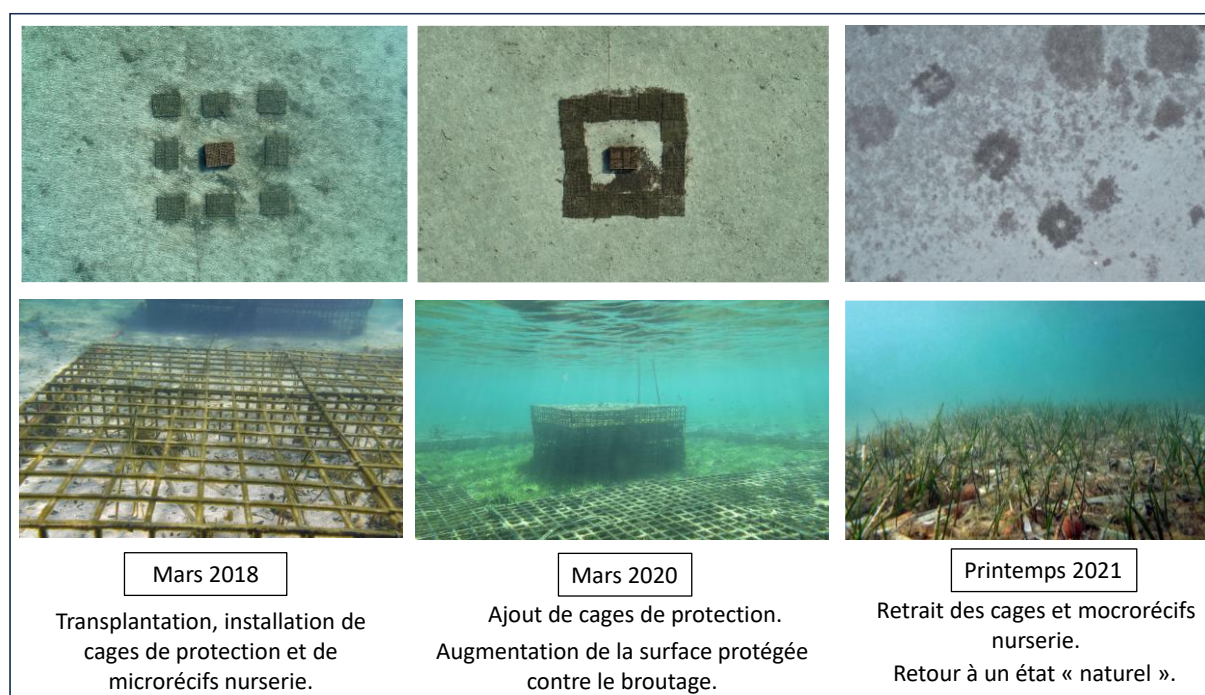 Mars 2018
Transplantation, installation de
cages de protection et de
microrécifs nurserie.
Mars 2020
Ajout de cages de protection.
Augmentation de la surface protégée
contre le broutage.
Printemps 2021
Retrait des cages et mocrorécifs
nurserie.
Retour à un état « naturel ».